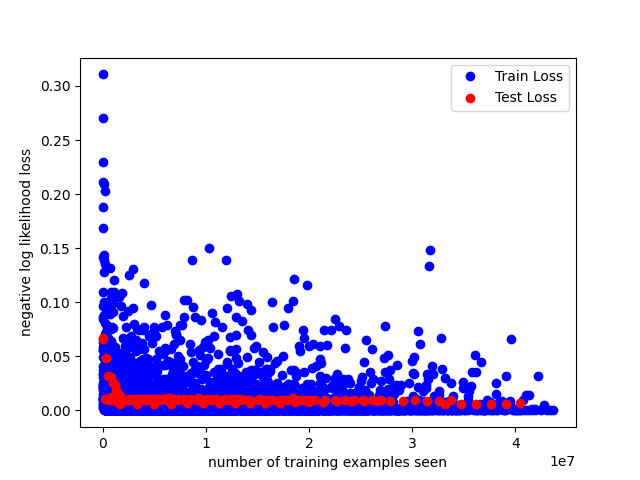 Train Loss
Test Loss
0.30
0.25
0.20
0.15
0.10
0.05
0.00
negative log likelihood loss
0
1
2
3
4
1e7
number of training examples seen